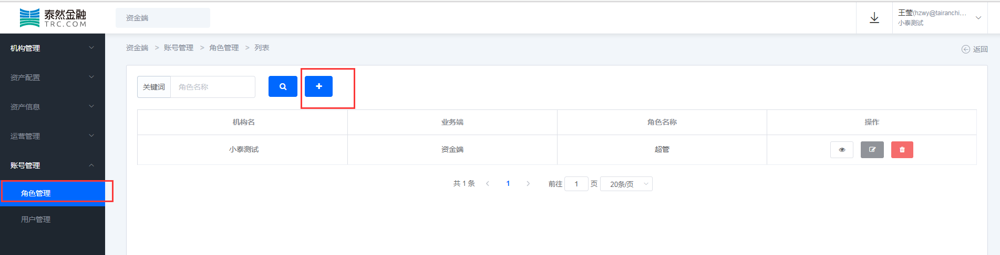 泰然金融
TRC.COM
资金端
王莹(hzwy@tairanchi...
小泰测试
机构管理
资产配置
资产信息
运营管理
账号管理
角色管理
用户管理
资金端 > 账号管理 > 角色管理 > 列表
返回
关键词 角色名称
机构名 业务端 角色名称 操作
小泰测试 资金端 超管
共 1 条 < 1 > 前往 1 页 20条/页